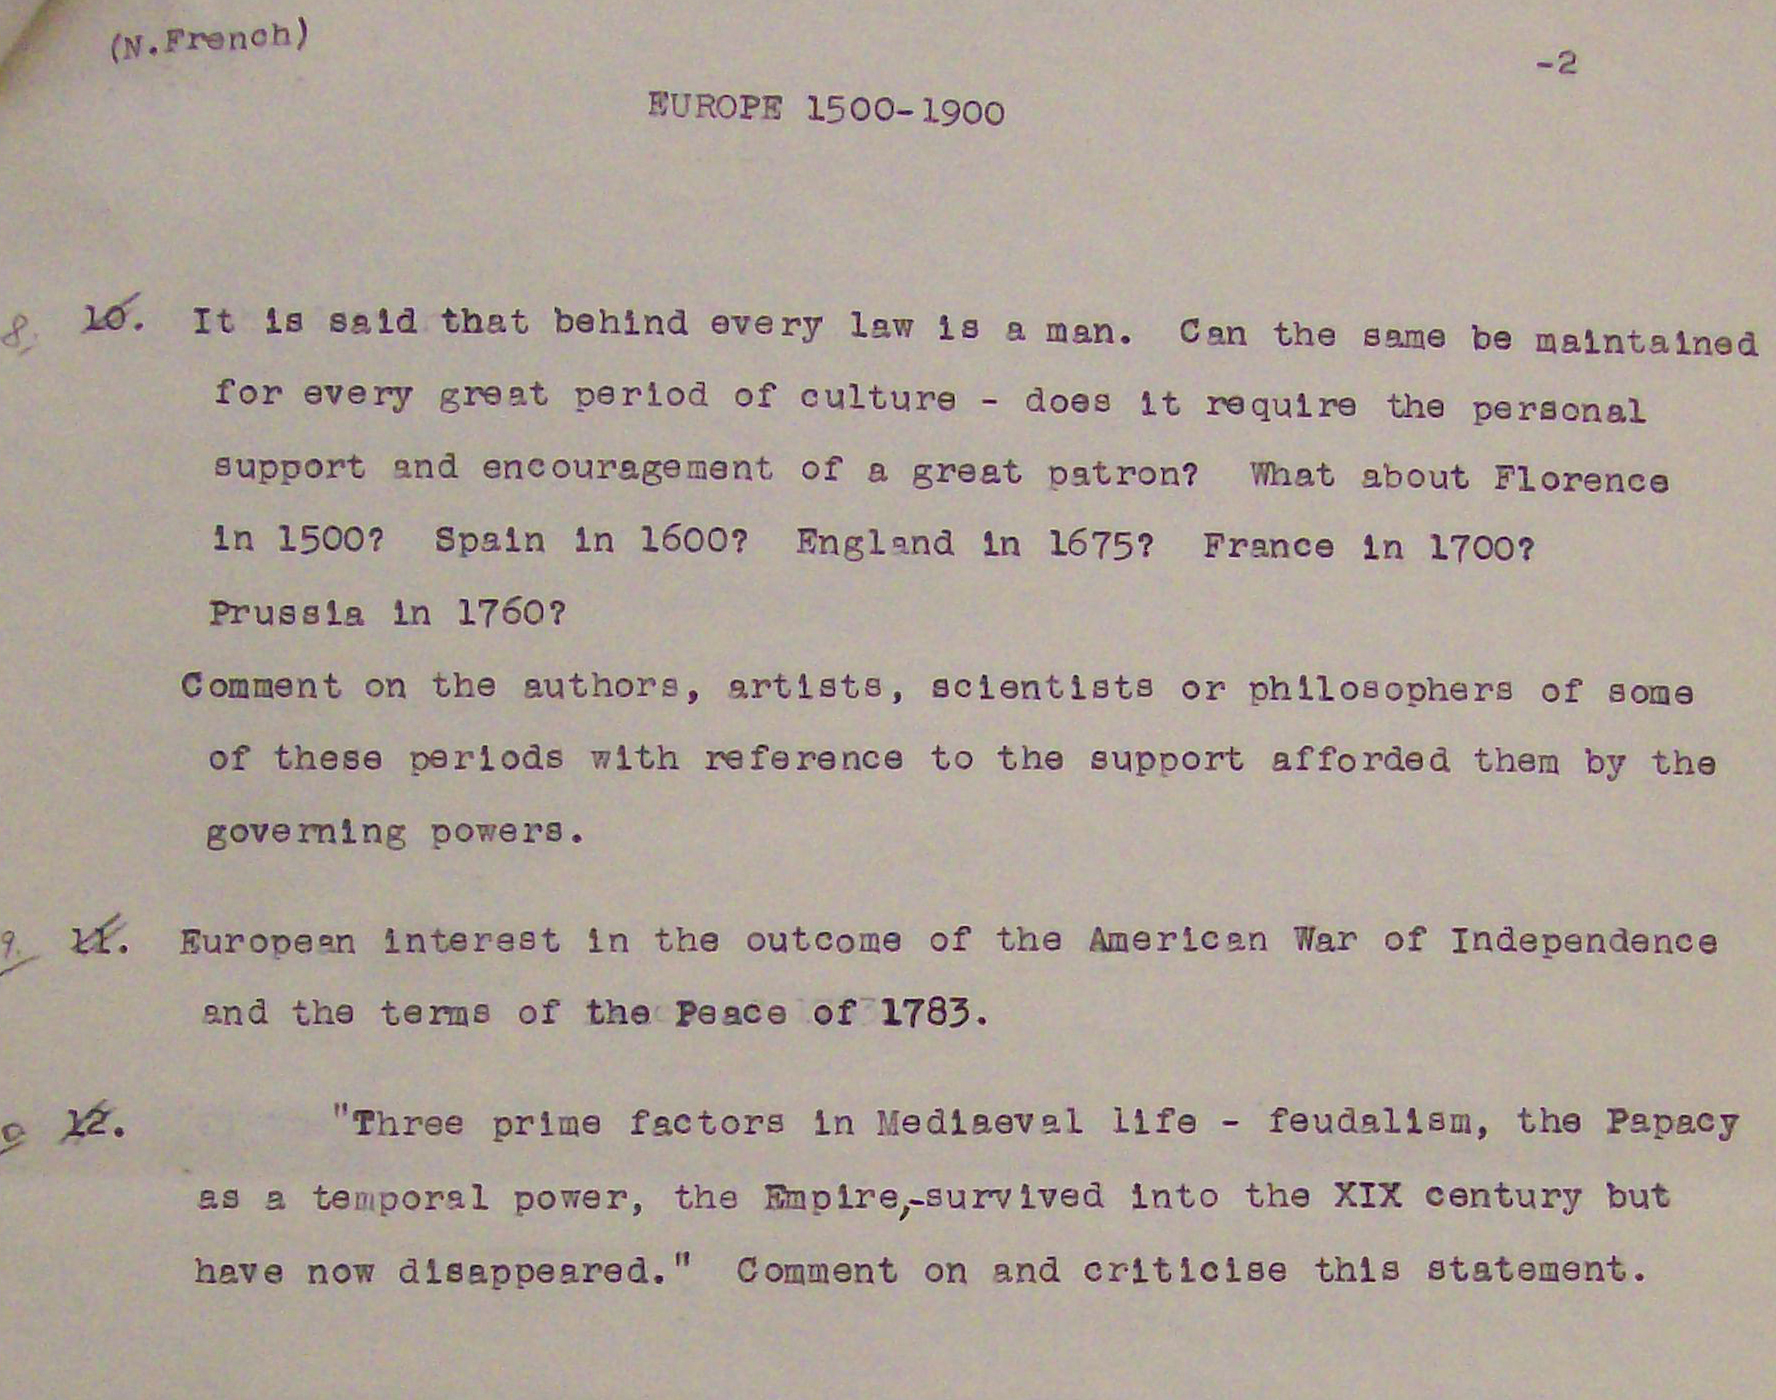 (N.French)
-2
EUROPE 1500-1900
8. 10. It is said that behind every law is a man. Can the same be maintained
for every great period of culture - does it require the personal
support and encouragement of a great patron? What about Florence
in 1500? Spain in 1600? England in 1675? France in 1700?
Prussia in 1760?
Comment on the authors, artists, scientists or philosophers of some
of these periods with reference to the support afforded them by the
governing powers.
9. 11. European interest in the outcome of the American War of Independence
and the terms of the Peace of 1783.
12. "Three prime factors in Mediaeval life - feudalism, the Papacy
as a temporal power, the Empire,-survived into the XIX century but
have now disappeared." Comment on and criticise this statement.